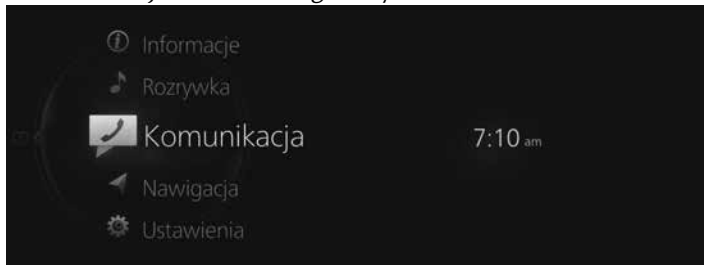 Informacje
Rozrywka
Komunikacja
7:10 am
Nawigacja
Ustawienia